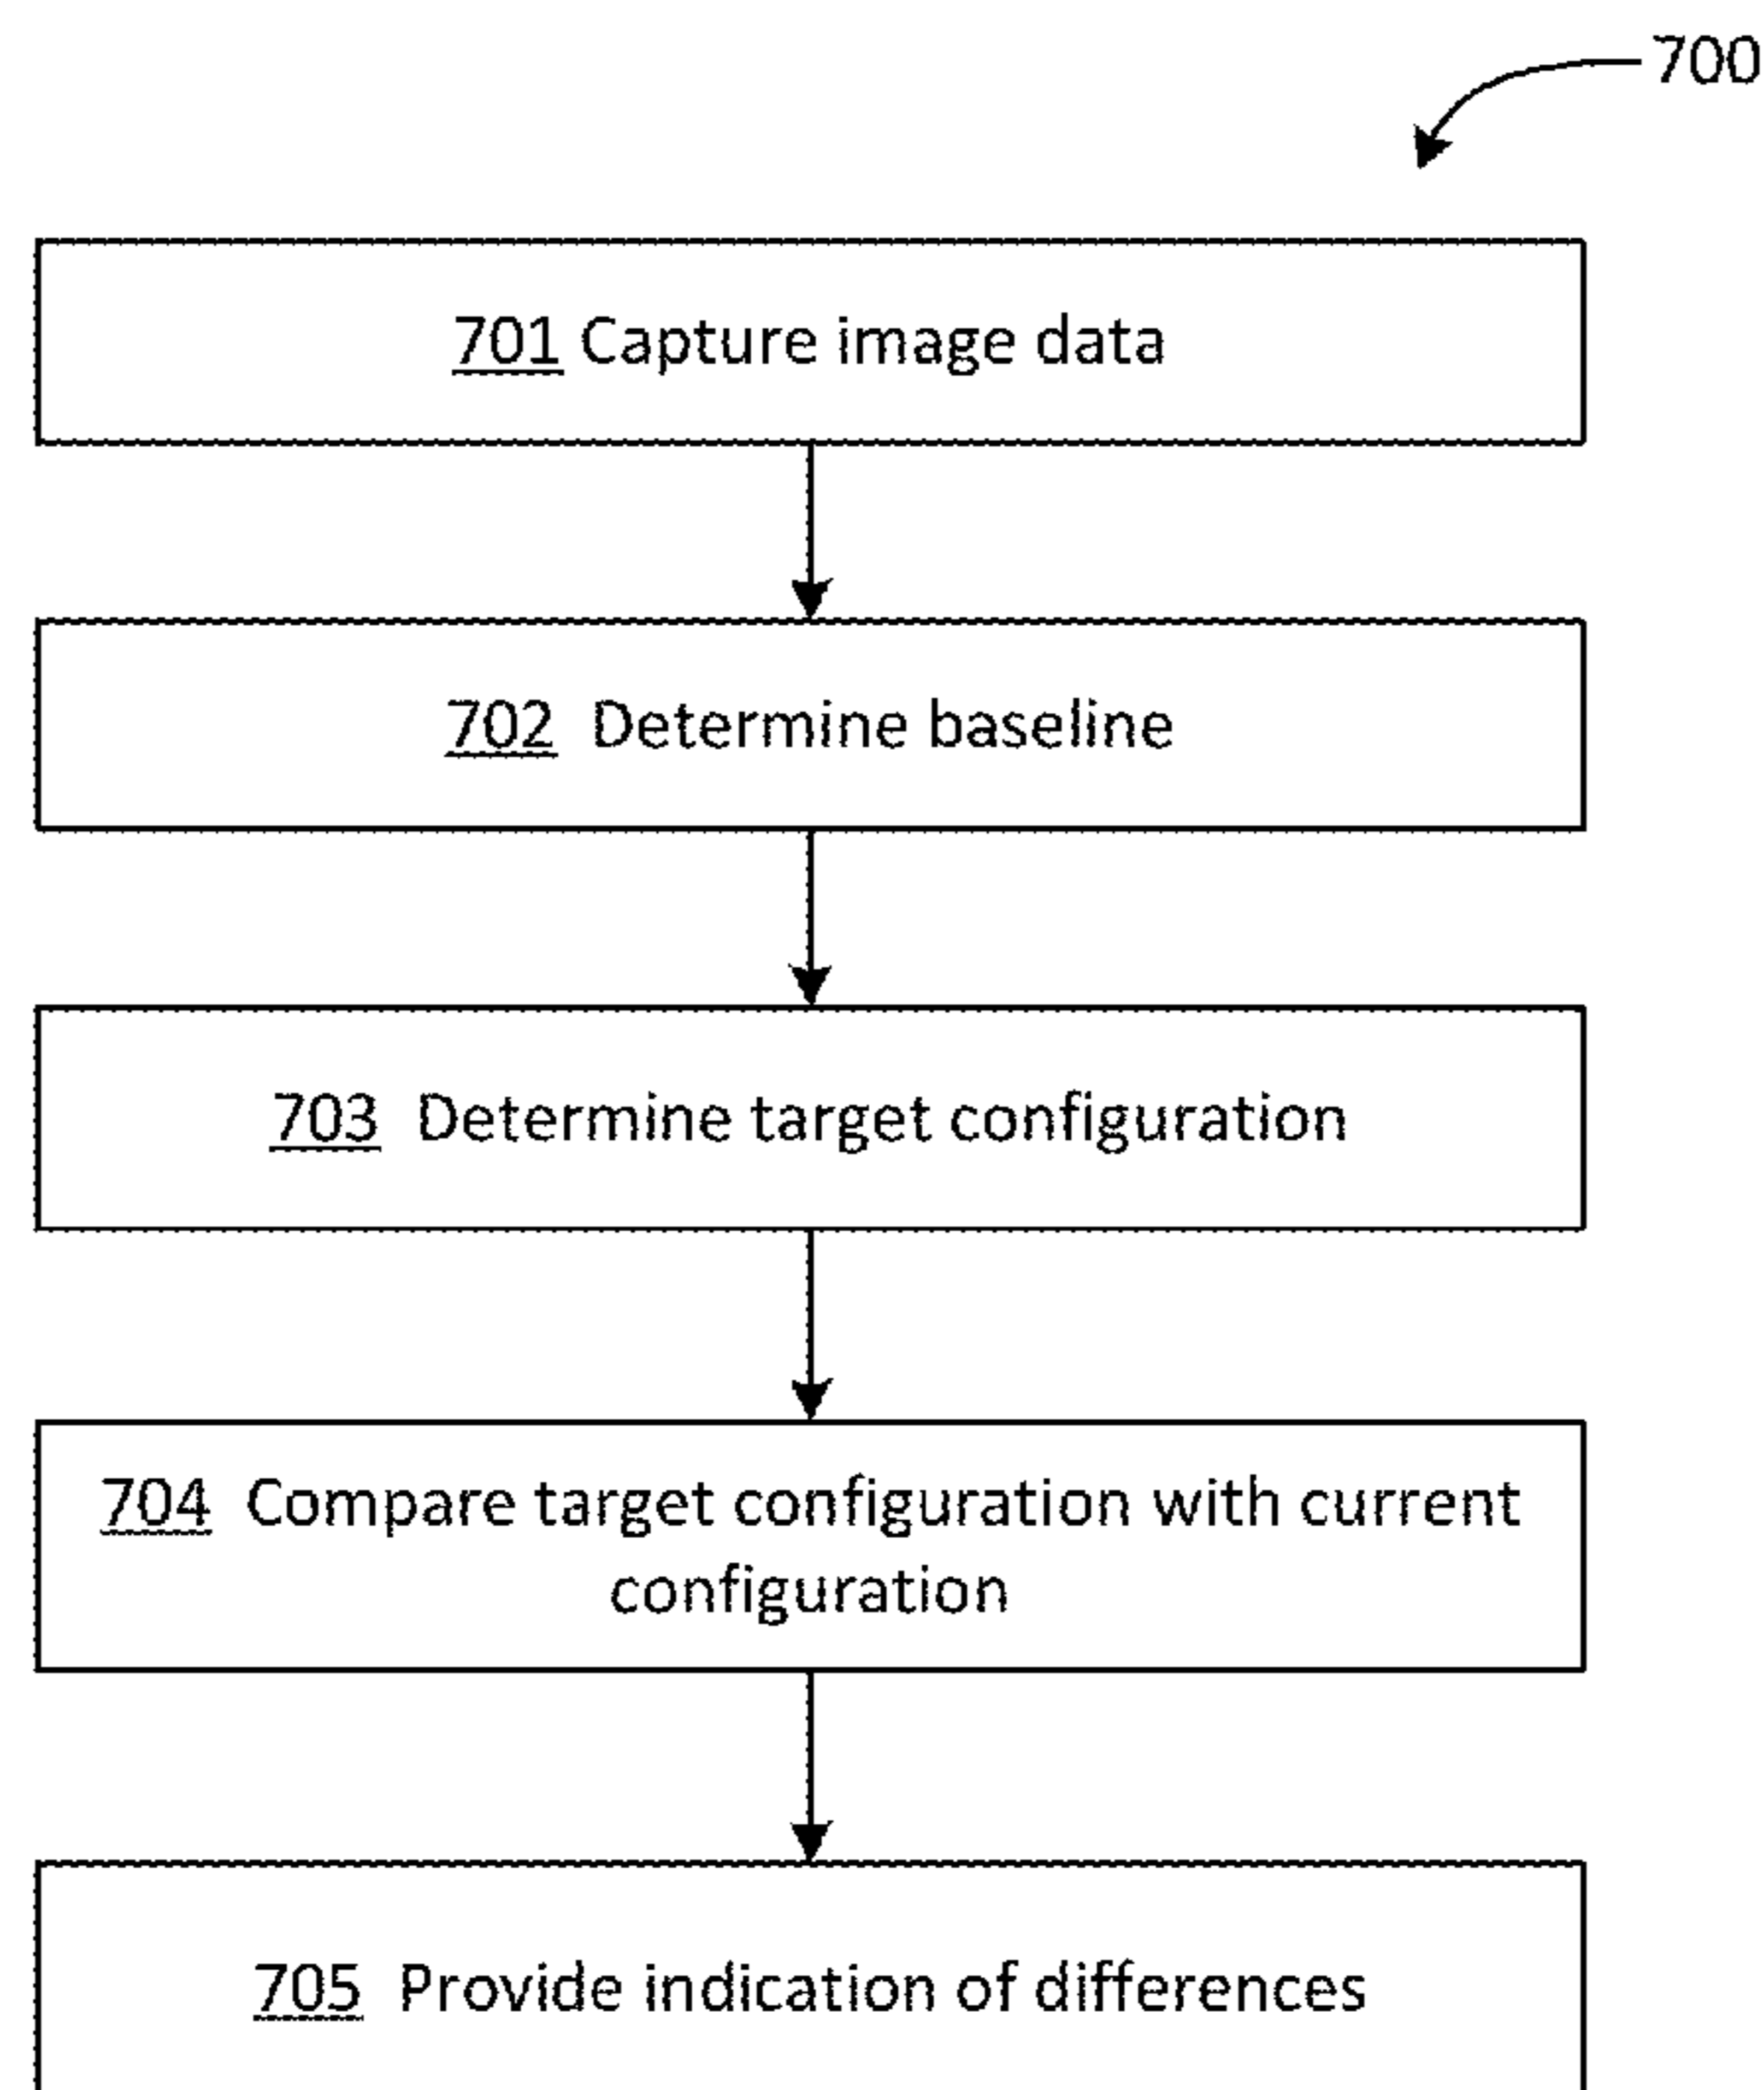 700
701 Capture image data
702 Determine baseline
703 Determine target configuration
704 Compare target configuration with current
configuration
705 Provide indication of differences